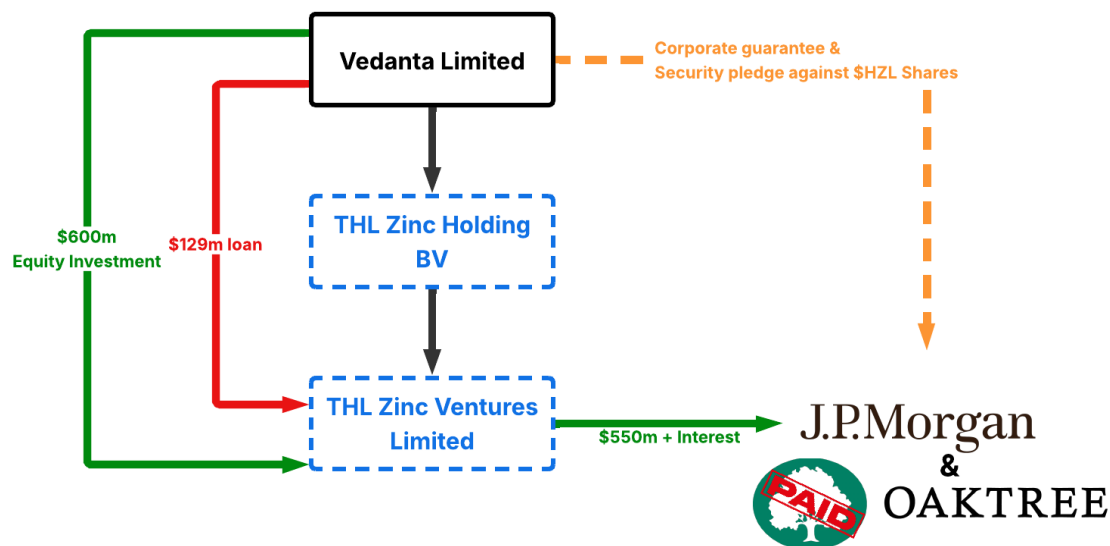 Vedanta Limited
Corporate guarantee &
Security pledge against $HZL Shares
THL Zinc Holding
BV
$600m
Equity Investment
$129m loan
THL Zinc Ventures
Limited
$550m + Interest
J.P.Morgan
&
PAID
OAKTREE